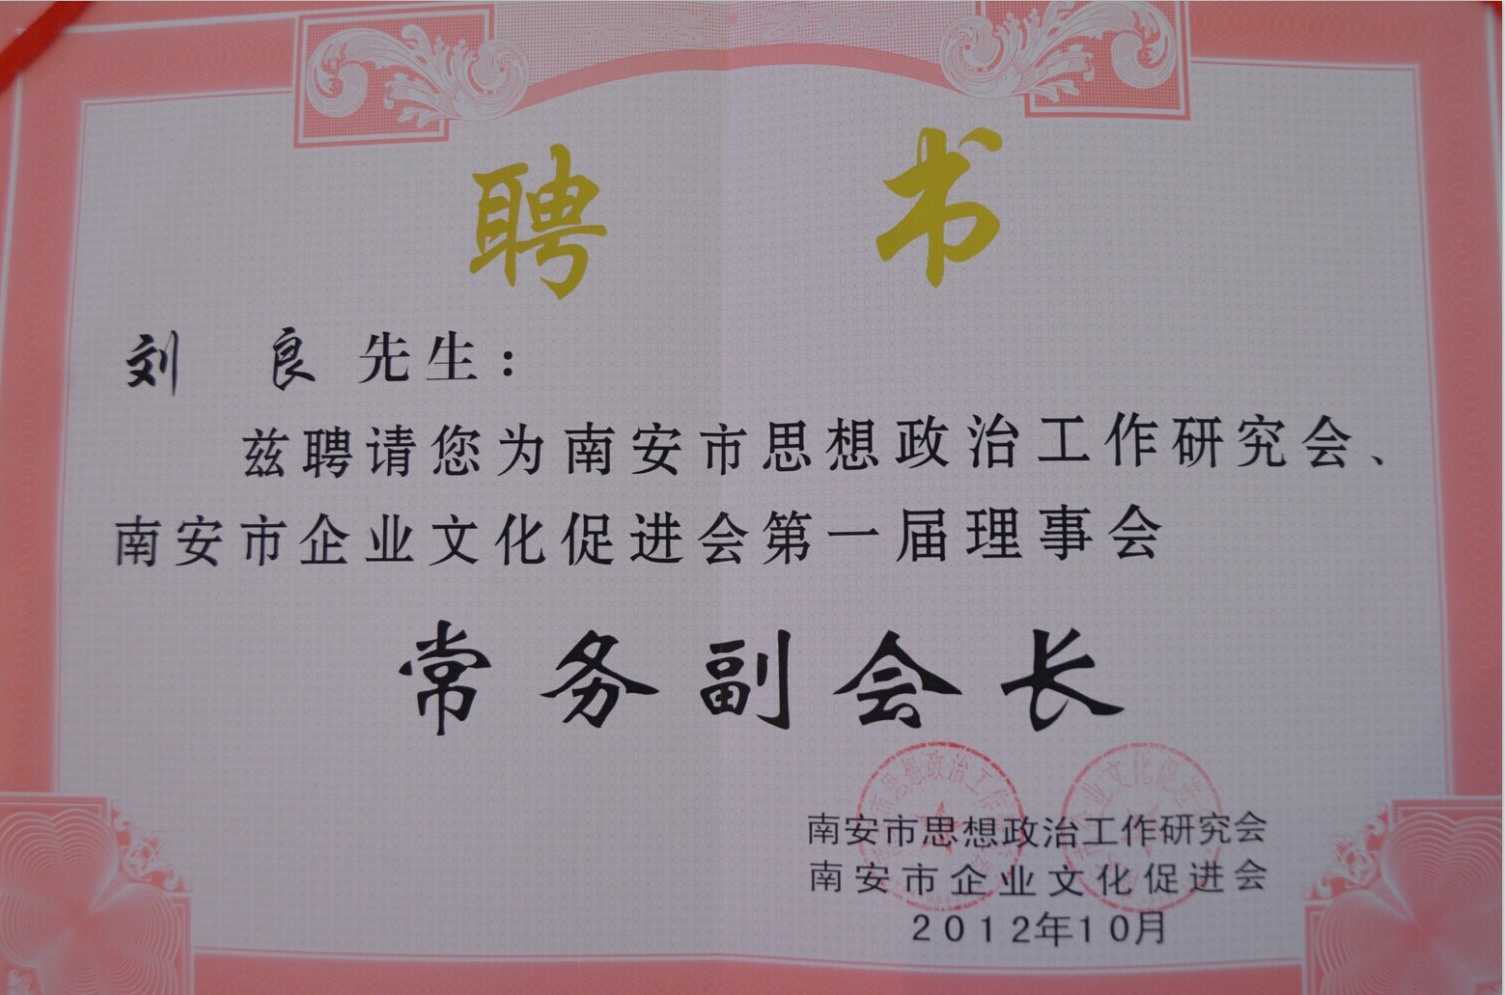 聘 书
刘 良 先生：
兹聘请您为南安市思想政治工作研究会、
南安市企业文化促进会第一届理事会
常务副会长
南安市思想政治工作研究会
南安市企业文化促进会
2012年10月